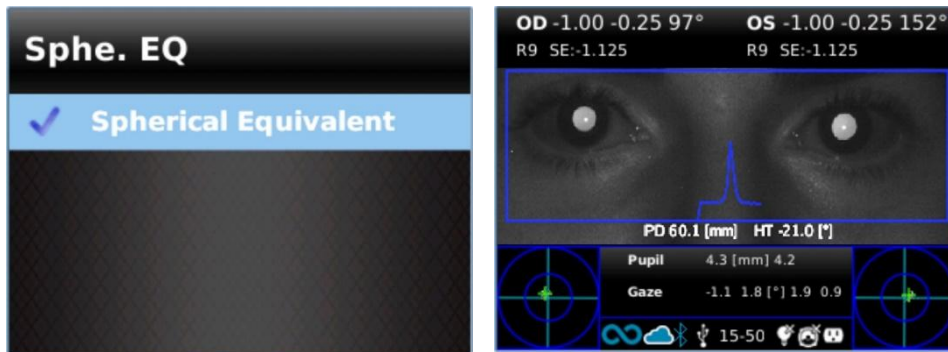 Sphe. EQ
Spherical Equivalent
OD -1.00 -0.25 97° OS -1.00 -0.25 152°
R9 SE:-1.125 R9 SE:-1.125
PD 60.1 [mm] HT -21.0 [°]
Pupil 4.3 [mm] 4.2
Gaze -1.1 1.8 [°] 1.9 0.9
15-50